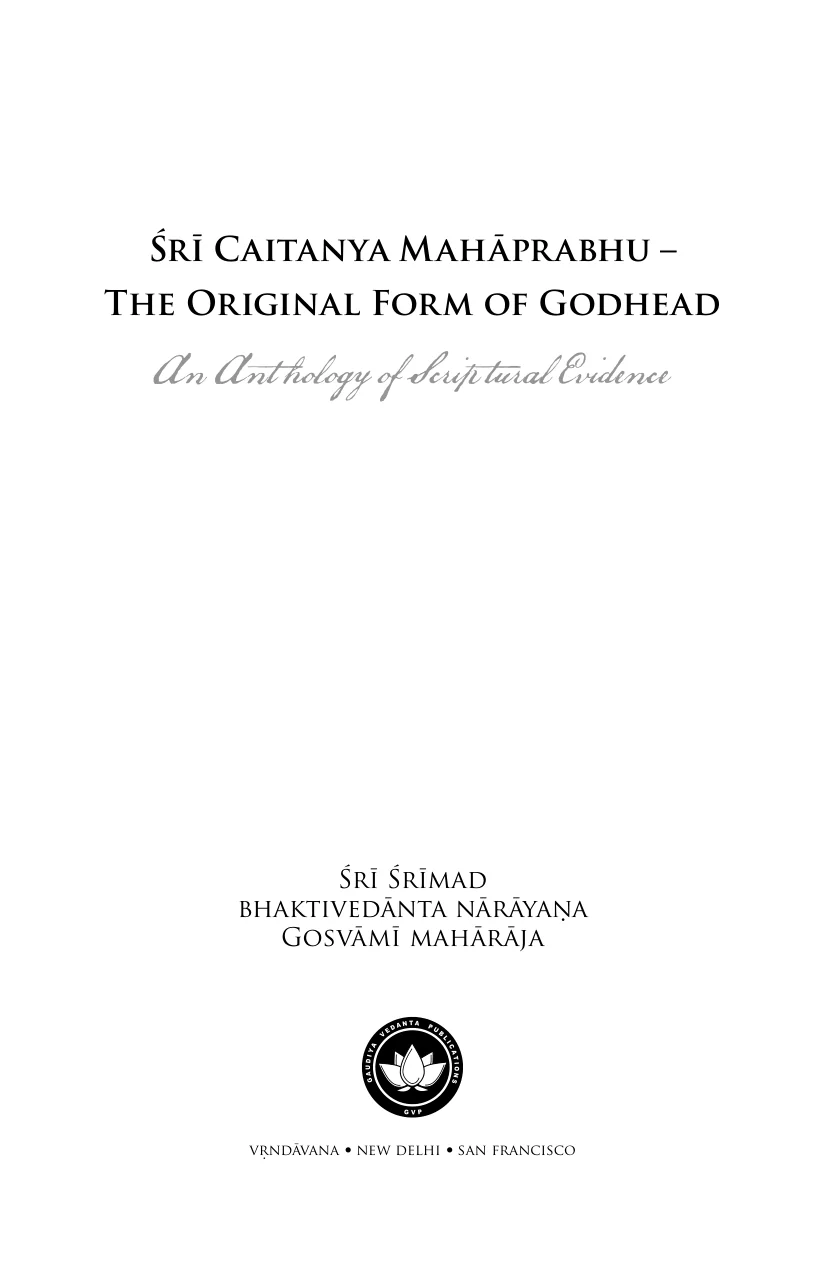 Śrī Caitanya Mahāprabhu –
The Original Form of Godhead
An Anthology of Scriptural Evidence
Śrī Śrīmad
bhaktivedānta nārāyaṇa
Gosvāmī mahārāja
GAUDIYA VEDANTA PUBLICATIONS
GVP
vṛndāvana • new delhi • san francisco